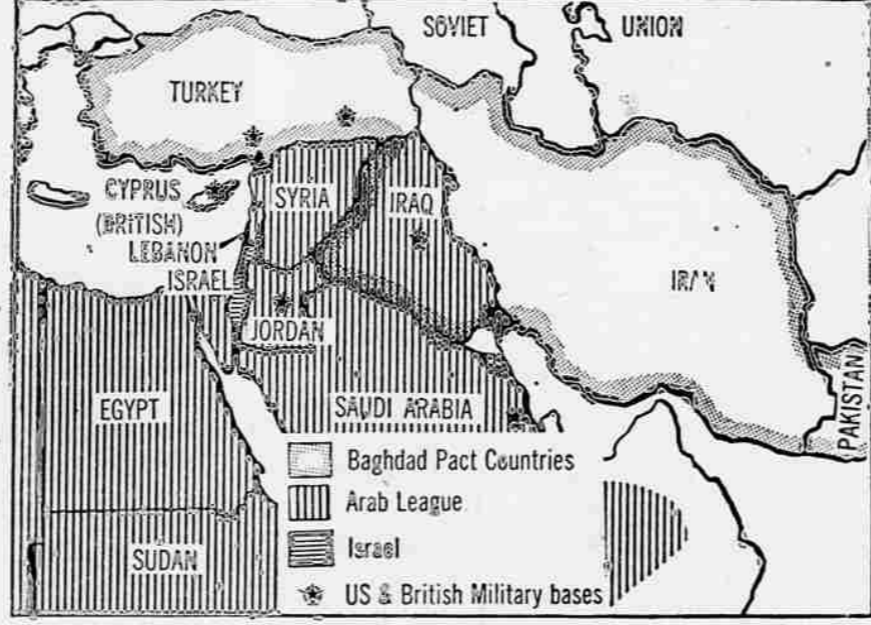 SOVIET UNION
TURKEY
CYPRUS
(BRITISH)
SYRIA
IRAQ
LEBANON
ISRAEL
IRAN
JORDAN
PAKISTAN
EGYPT
SAUDI ARABIA
SUDAN
Baghdad Pact Countries
Arab League
Israel
US & British Military bases